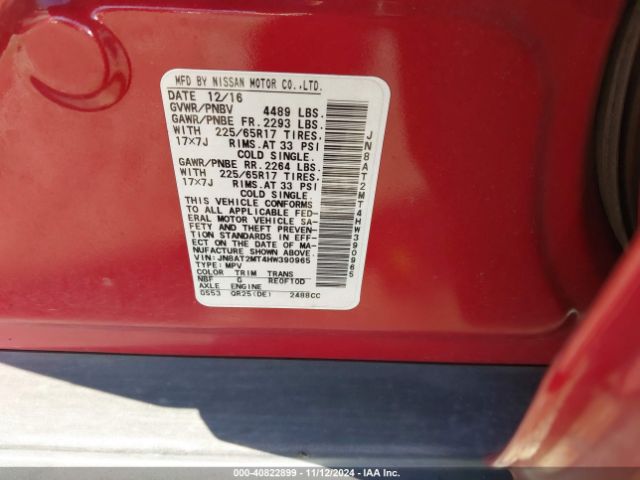 MFD BY NISSAN MOTOR CO.,LTD.
DATE 12/16
GVWR/PNBV 4489 LBS.
GAWR/PNBE FR. 2293 LBS.
WITH 225/65R17 TIRES.
17×7J RIMS. AT 33 PSI
COLD SINGLE.
GAWR/PNBE RR. 2264 LBS.
WITH 225/65R17 TIRES.
17×7J RIMS. AT 33 PSI
COLD SINGLE.
THIS VEHICLE CONFORMS
TO ALL APPLICABLE FED-
ERAL MOTOR VEHICLE SA-
FETY AND THEFT PREVEN-
TION STANDARDS IN EFF-
ECT ON THE DATE OF MA-
NUFACTURE SHOWN ABOVE.
VIN: JN8AT2MT4HW390965
TYPE: MPV
COLOR TRIM TRANS
NBF G RE0F10D
AXLE ENGINE
GS53 QR25(DE) 2488CC
JN8AT2MT4HW390965
000-40822899 - 11/12/2024 - IAA Inc.